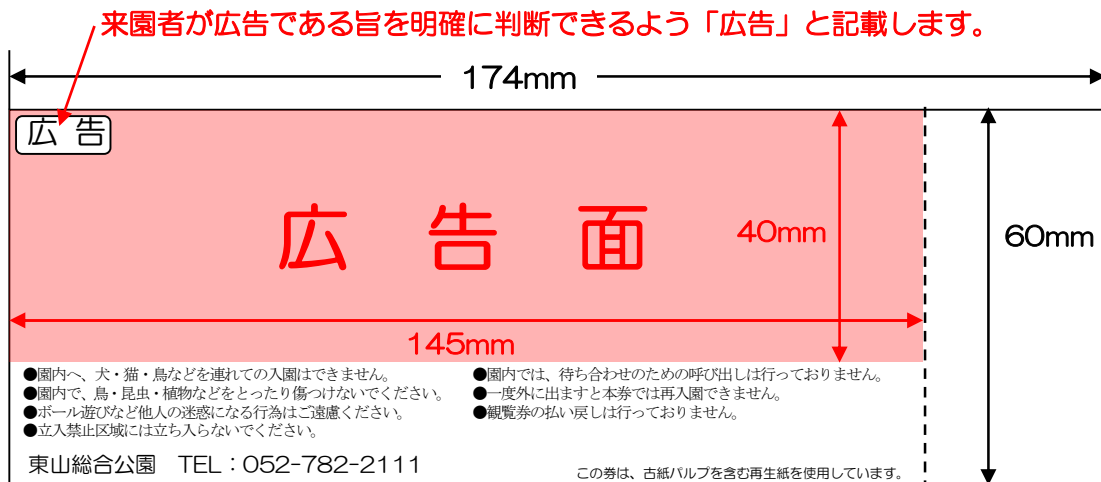 来園者が広告である旨を明確に判断できるよう「広告」と記載します。
174mm
広 告
広 告 面
40mm
60mm
145mm
●園内へ、犬・猫・鳥などを連れての入園はできません。
●園内で、鳥・昆虫・植物などをとったり傷つけないでください。
●ボール遊びなど他人の迷惑になる行為はご遠慮ください。
●立入禁止区域には立ち入らないでください。
●園内では、待ち合わせのための呼び出しは行っておりません。
●一度外に出ますと本券では再入園できません。
●観覧券の払い戻しは行っておりません。
東山総合公園 TEL：052-782-2111
この券は、古紙パルプを含む再生紙を使用しています。